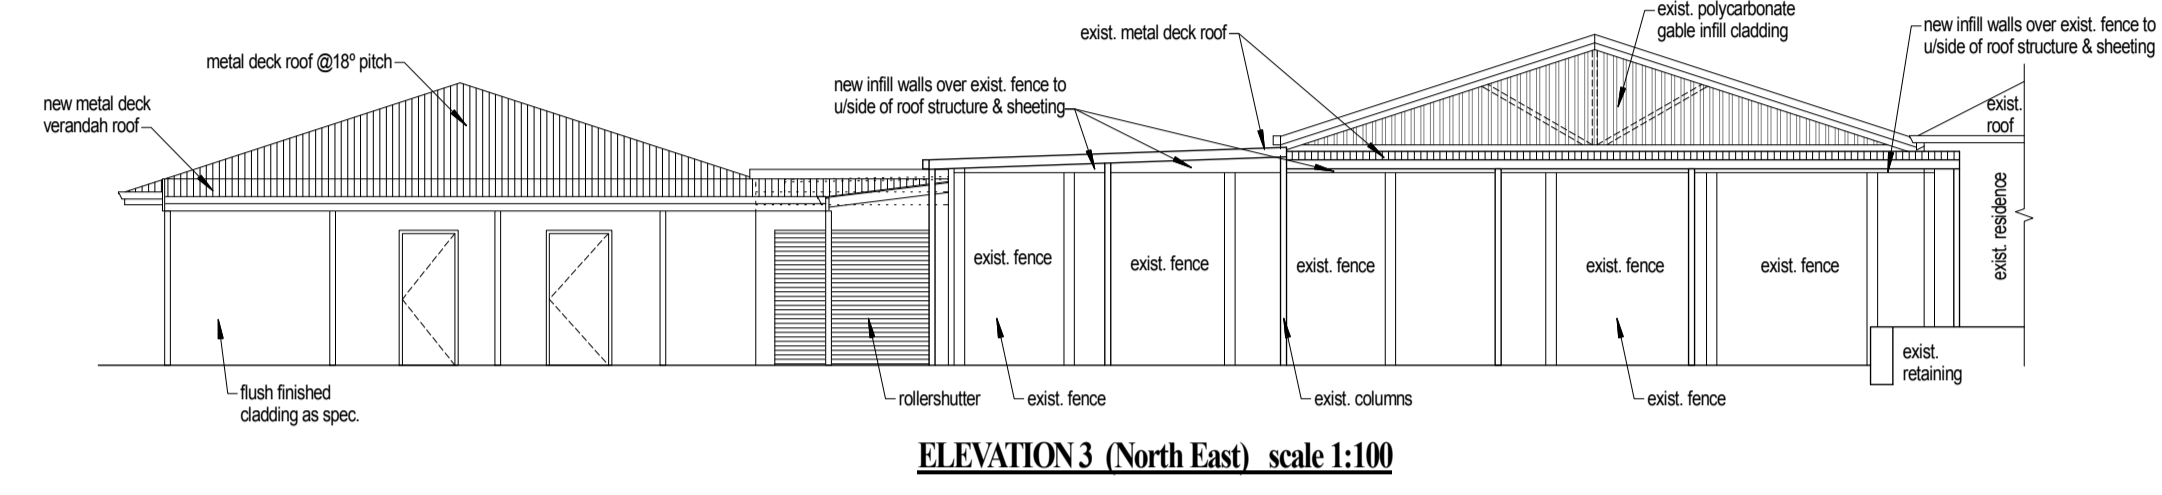 exist. polycarbonate
gable infill cladding
new infill walls over exist. fence to
u/side of roof structure & sheeting
exist. metal deck roof
metal deck roof @18º pitch
new infill walls over exist. fence to
u/side of roof structure & sheeting
new metal deck
verandah roof
exist.
roof
exist. residence
exist. fence
exist. fence
exist. fence
exist. fence
exist. fence
exist.
retaining
flush finished
cladding as spec.
rollershutter
exist. fence
exist. columns
exist. fence
ELEVATION 3 (North East) scale 1:100